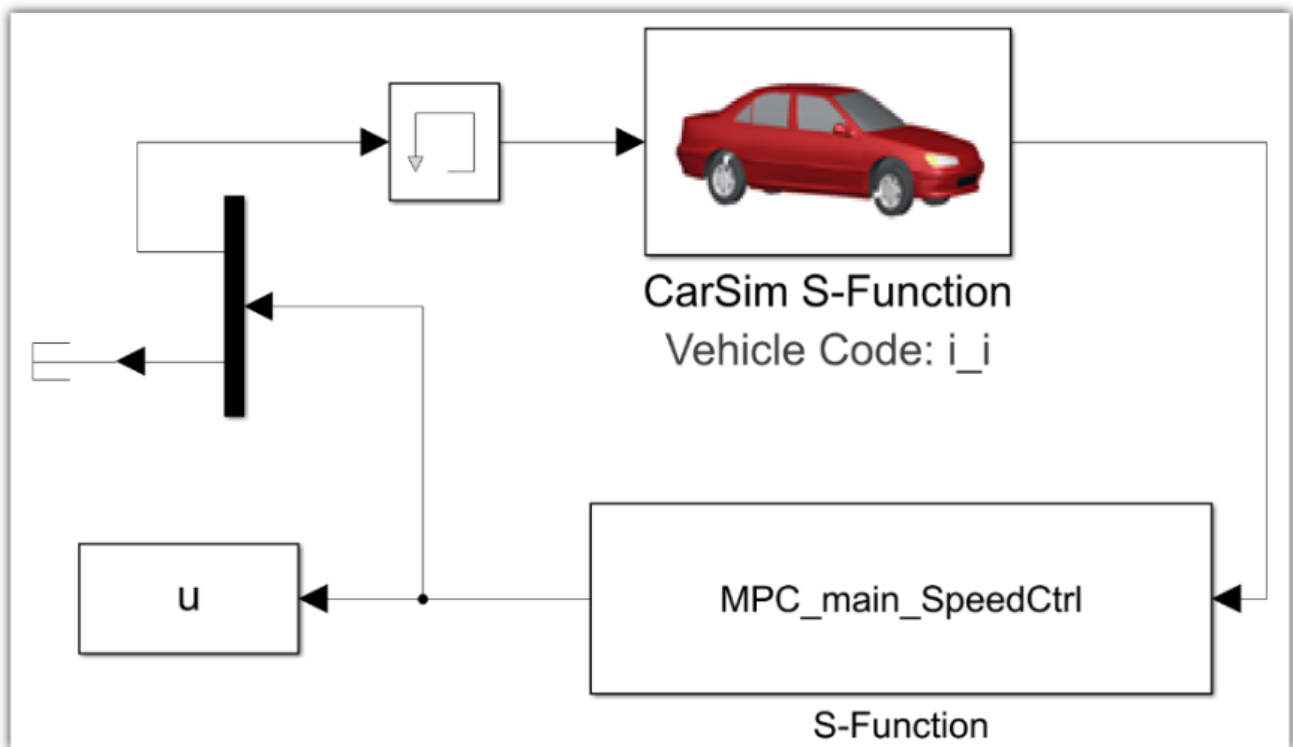 CarSim S-Function
Vehicle Code: i_i
u
MPC_main_SpeedCtrl
S-Function